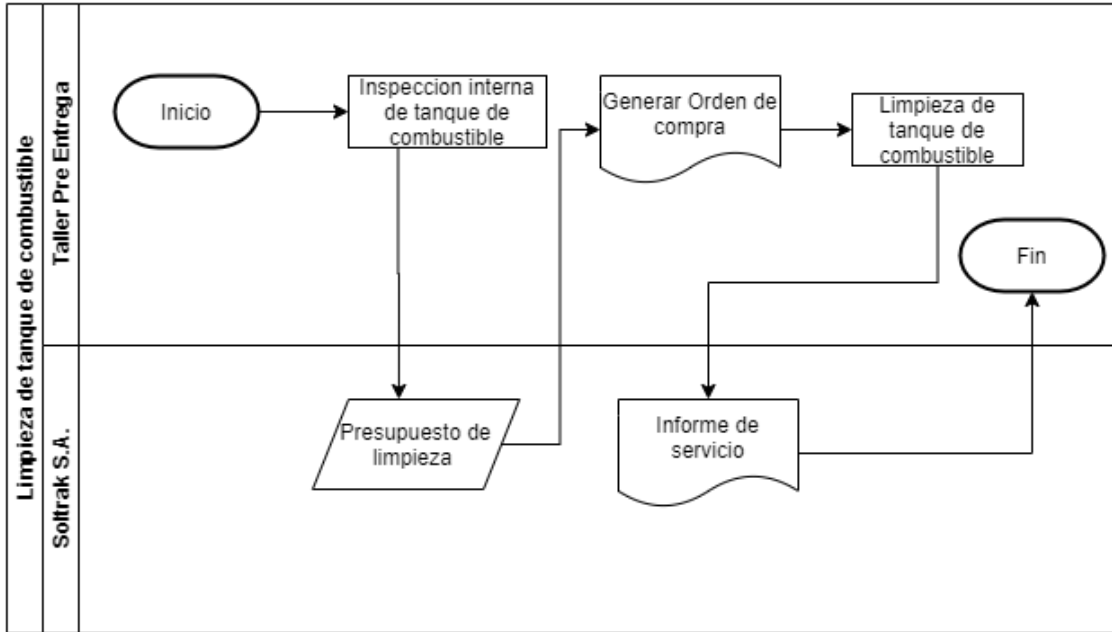 Limpieza de tanque de combustible
Taller Pre Entrega
Inicio
Inspeccion interna
de tanque de
combustible
Generar Orden de
compra
Limpieza de
tanque de
combustible
Fin
Soltrak S.A.
Presupuesto de
limpieza
Informe de
servicio